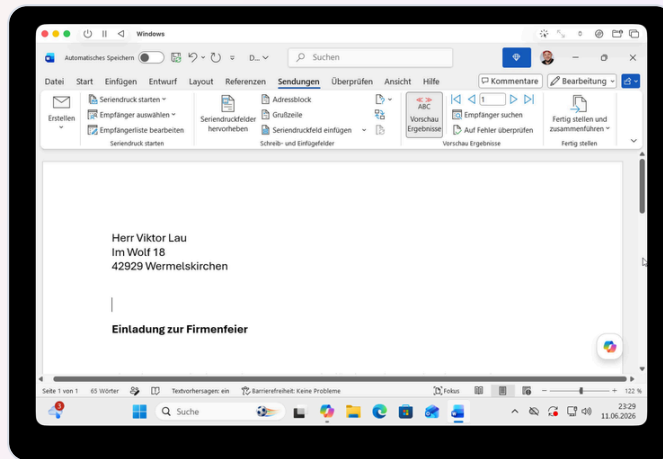 Windows
Automatisches Speichern
D...
Suchen
Datei Start Einfügen Entwurf Layout Referenzen Sendungen Überprüfen Ansicht Hilfe
Kommentare
Bearbeitung
Erstellen
Seriendruck starten
Empfänger auswählen
Empfängerliste bearbeiten
Seriendruck starten
Seriendruckfelder hervorheben
Adressblock
Grußzeile
Seriendruckfeld einfügen
Schreib- und Einfügefelder
ABC
Vorschau
Ergebnisse
1
Empfänger suchen
Auf Fehler überprüfen
Vorschau Ergebnisse
Fertig stellen und
zusammenführen
Fertig stellen
Herr Viktor Lau
Im Wolf 18
42929 Wermelskirchen
Einladung zur Firmenfeier
Seite 1 von 1 65 Wörter Textvorhersagen: ein Barrierefreiheit: Keine Probleme Fokus 122 %
3
Suche
23:29
11.06.2026